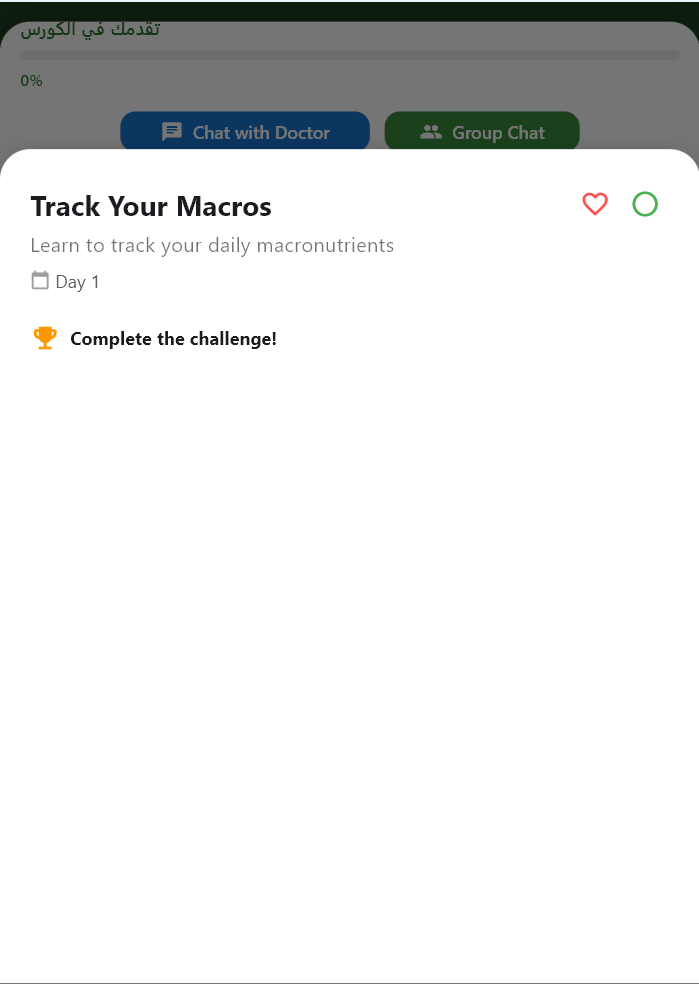 تقدمك في الكورس
0%
Chat with Doctor
Group Chat
Track Your Macros
Learn to track your daily macronutrients
Day 1
Complete the challenge!